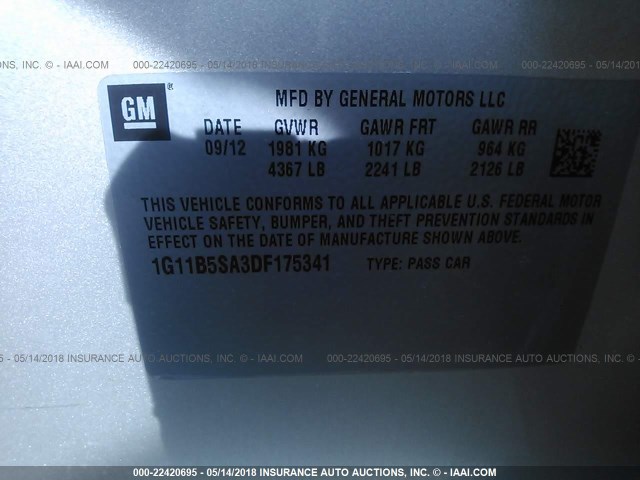 TIONS, INC. © - IAAI.COM
000-22420695 - 05/14/2018 INSURANCE AUTO AUCTIONS, INC. © - IAAI.COM
000-22420695 - 05/14/
GM®
MFD BY GENERAL MOTORS LLC
DATE GVWR GAWR FRT GAWR RR
09/12 1981 KG 1017 KG 964 KG
4367 LB 2241 LB 2126 LB
THIS VEHICLE CONFORMS TO ALL APPLICABLE U.S. FEDERAL MOTOR
VEHICLE SAFETY, BUMPER, AND THEFT PREVENTION STANDARDS IN
EFFECT ON THE DATE OF MANUFACTURE SHOWN ABOVE.
1G11B5SA3DF175341 TYPE: PASS CAR
000-22420695 - 05/14/2018 INSURANCE AUTO AUCTIONS, INC. © - IAAI.COM
000-22420695 - 05/14/2018 INSURANCE AUTO AUCTIONS, INC. ©
000-22420695 - 05/14/2018 INSURANCE AUTO AUCTIONS, INC. © - IAAI.COM